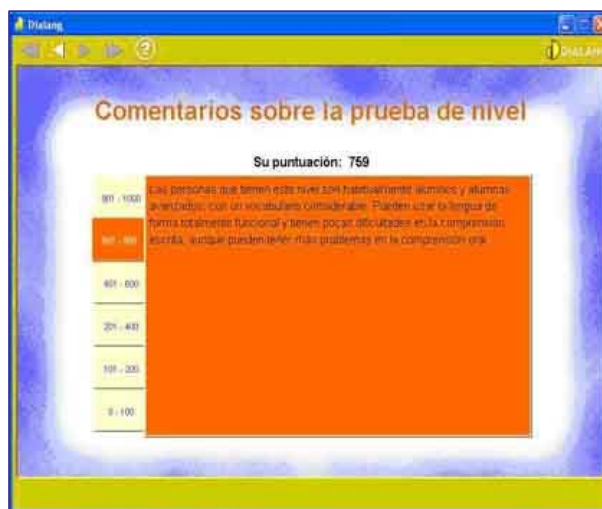 Dialang
?
DIALANG
Comentarios sobre la prueba de nivel
Su puntuación: 759
901 - 1000
Las personas que tienen este nivel son habitualmente alumnos y alumnas
avanzados, con un vocabulario considerable. Pueden usar la lengua de
forma totalmente funcional y tienen pocas dificultades en la comprensión
escrita, aunque pueden tener más problemas en la comprensión oral.
401 - 600
201 - 400
101 - 200
0 - 100